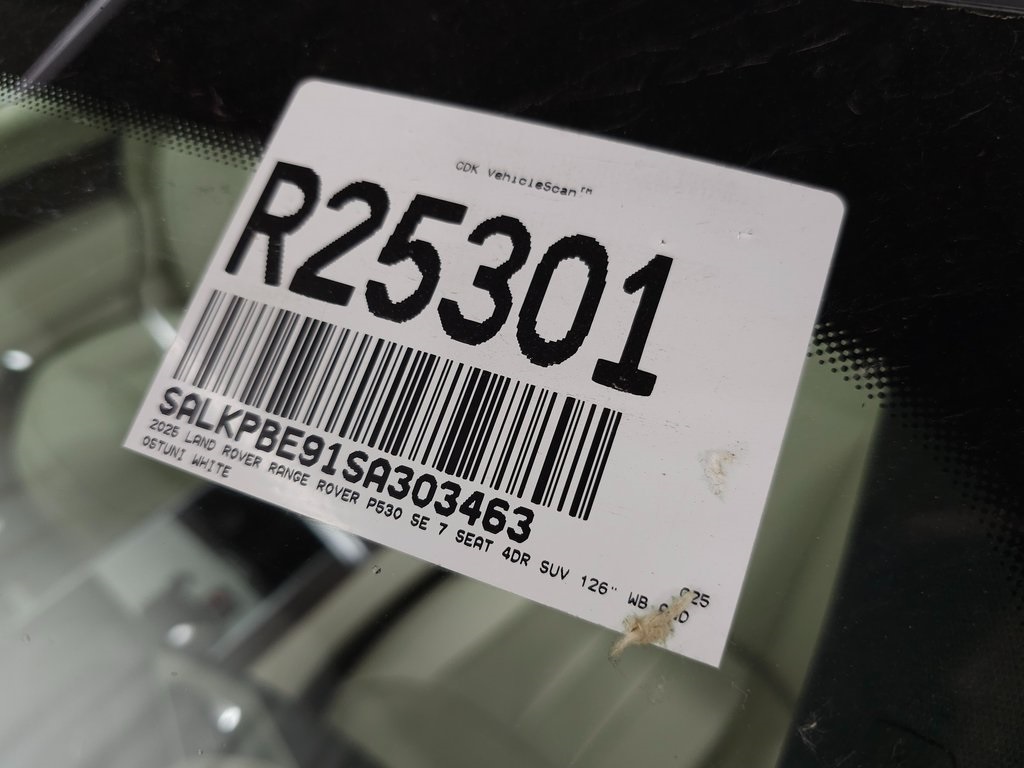 CDK VehicleScan™
R25301
SALKPBE91SA303463
2025 LAND ROVER RANGE ROVER P530 SE 7 SEAT 4DR SUV 126" WB
OSTUNI WHITE